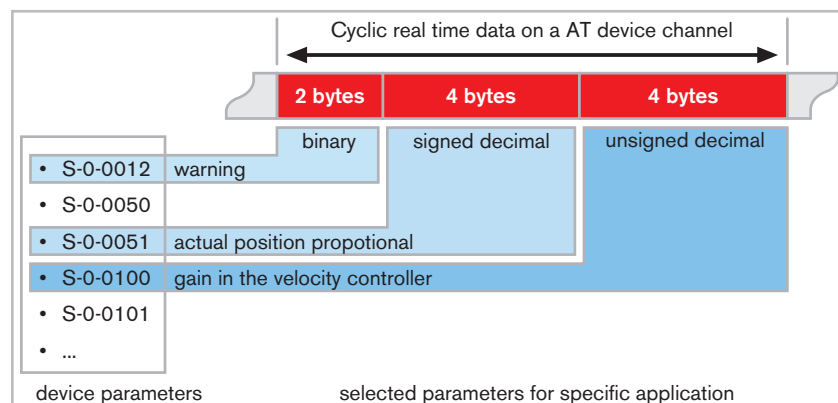 Cyclic real time data on a AT device channel
2 bytes 4 bytes 4 bytes
binary signed decimal unsigned decimal
• S-0-0012 warning
• S-0-0050
• S-0-0051 actual position propotional
• S-0-0100 gain in the velocity controller
• S-0-0101
• ...
device parameters selected parameters for specific application